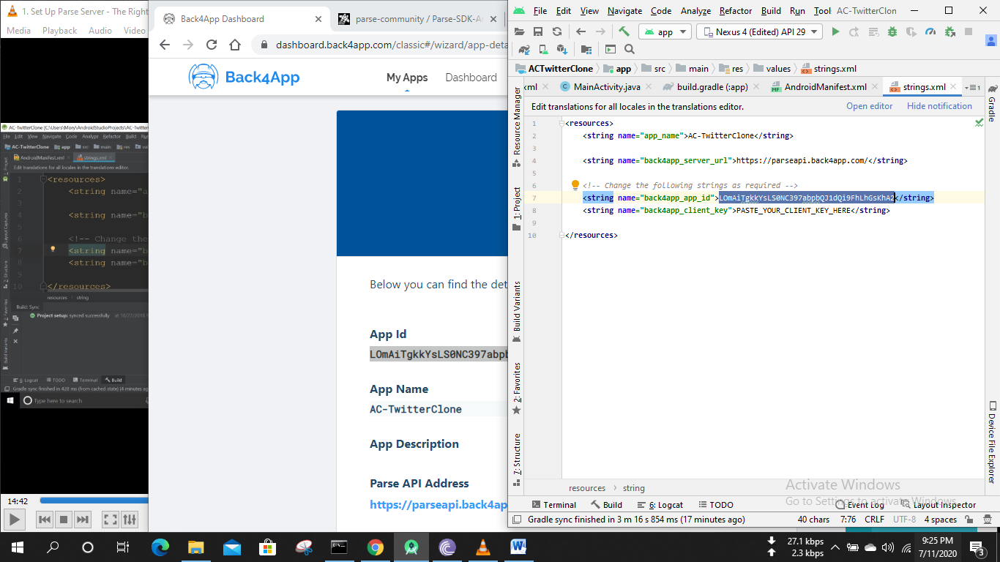 1. Set Up Parse Server - The Right
Media Playback Audio Video
AC-TwitterClone [C:\Users\Mory\AndroidStudioProjects\AC-Twitter
File Edit View Navigate Code Analyze Refactor Build Run
AC-TwitterClone app src main res
AndroidManifest.xml strings.xml
Edit translations for all locales in the translations editor.
1 <resources>
2 <string name="a
3
4 <string name="b
5
6 <!-- Change the
7 <string name="b
8 <string name="b
9
10 </resources>
resources string
Build: Sync
Project setup: synced successfully at 10/27/2018
6: Logcat TODO Terminal Build
Gradle sync finished in 428 ms (from cached state) (4 minutes ag
Type here to search
14:42
Back4App Dashboard
parse-community / Parse-SDK-A
dashboard.back4app.com/classic#/wizard/app-deta
Back4App
My Apps Dashboard
Below you can find the det
App Id
LOmAiTgkkYsLS0NC397abpb
App Name
AC-TwitterClone
App Description
Parse API Address
https://parseapi.back4ap
File Edit View Navigate Code Analyze Refactor Build Run Tool AC-TwitterClon
app Nexus 4 (Edited) API 29
ACTwitterClone app src main res values strings.xml
xml MainActivity.java build.gradle (:app) AndroidManifest.xml strings.xml
Edit translations for all locales in the translations editor. Open editor Hide notification
1 <resources>
2 <string name="app_name">AC-TwitterClone</string>
3
4 <string name="back4app_server_url">https://parseapi.back4app.com/</string>
5
6 <!-- Change the following strings as required -->
7 <string name="back4app_app_id">LOmAiTgkkYsLS0NC397abpbQJ1dQi9FhLhGsKhA2</string>
8 <string name="back4app_client_key">PASTE_YOUR_CLIENT_KEY_HERE</string>
9
10 </resources>
Resource Manager
1: Project
Build Variants
2: Favorites
7: Structure
Gradle
Device File Explorer
resources string
Activate Windows
Go to Settings to activate Windows.
Terminal Build 6: Logcat TODO Event Log Layout Inspector
Gradle sync finished in 3 m 16 s 854 ms (17 minutes ago) 40 chars 7:76 CRLF UTF-8 4 spaces
27.1 kbps
2.3 kbps
9:25 PM
7/11/2020
3